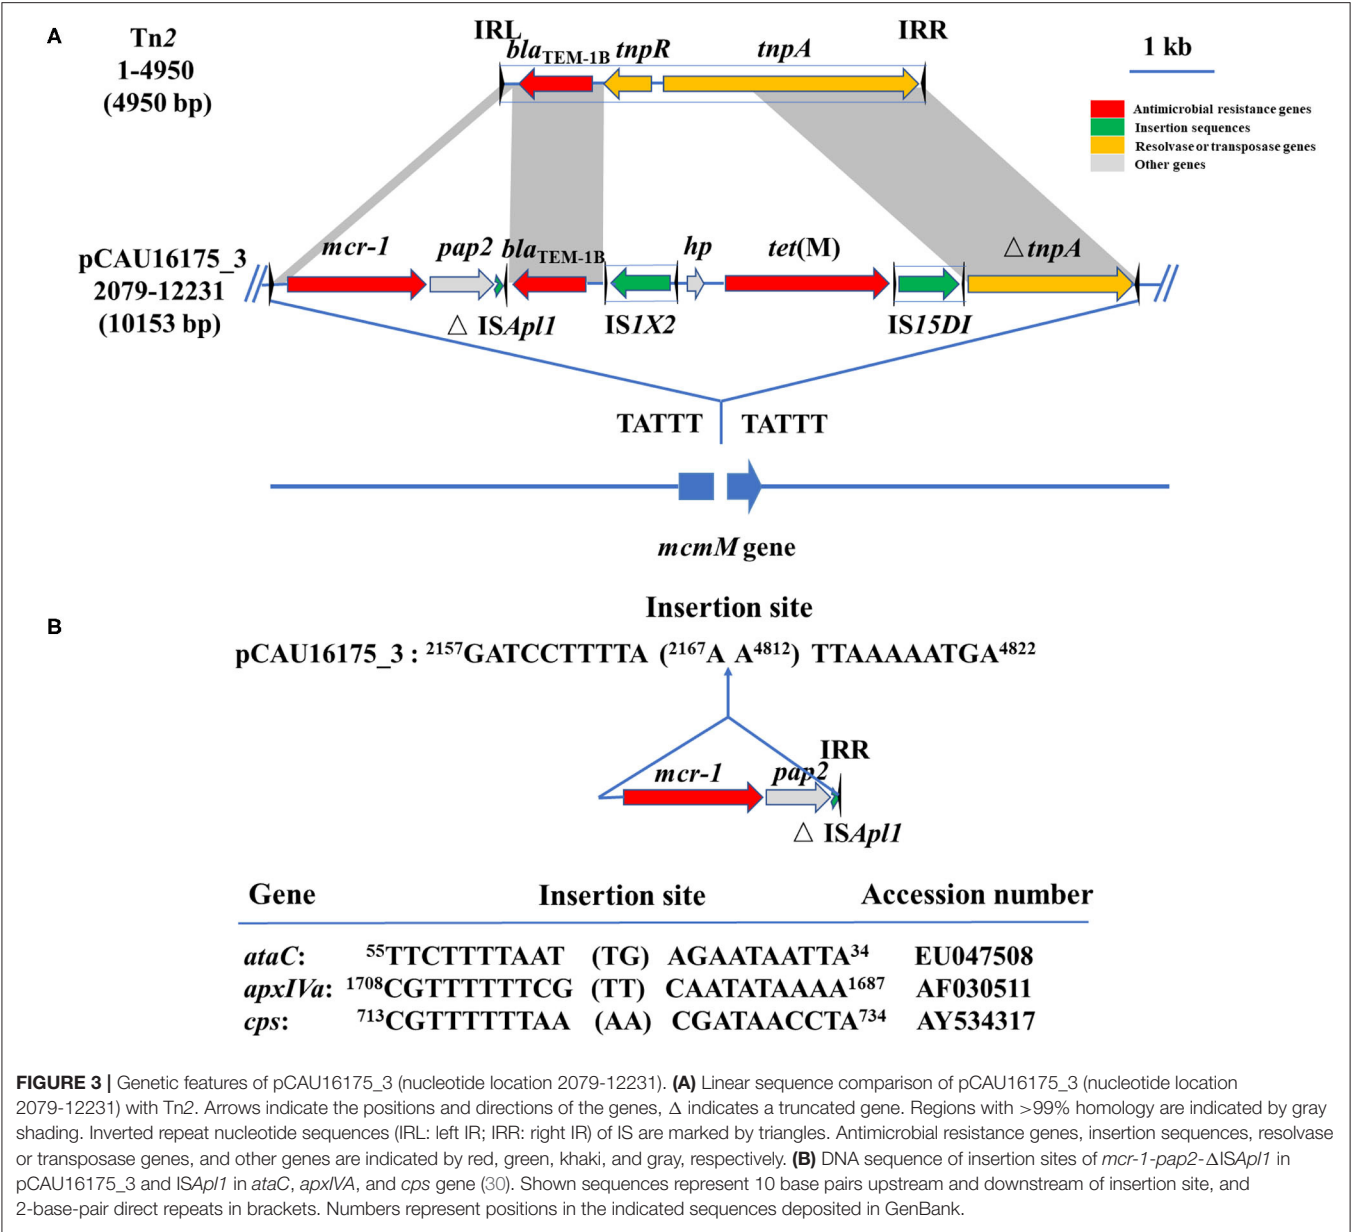 A
Tn2
1-4950
(4950 bp)
IRL
IRR
blaTEM-1B tnpR tnpA
1 kb
Antimicrobial resistance genes
Insertion sequences
Resolvase or transposase genes
Other genes
pCAU16175_3
2079-12231
(10153 bp)
mcr-1 pap2 blaTEM-1B hp tet(M) △tnpA
△ ISApl1 IS1X2 IS15DI
TATTT TATTT
mcmM gene
B
Insertion site
pCAU16175_3 : ²¹⁵⁷GATCCTTTTA (²¹⁶⁷A A⁴⁸¹²) TTAAAAATGA⁴⁸²²
IRR
mcr-1 pap2
△ ISApl1
Gene Insertion site Accession number
ataC: ⁵⁵TTCTTTTAAT (TG) AGAATAATTA³⁴ EU047508
apxIVa: ¹⁷⁰⁸CGTTTTTTCG (TT) CAATATAAAA¹⁶⁸⁷ AF030511
cps: ⁷¹³CGTTTTTTAA (AA) CGATAACCTA⁷³⁴ AY534317
FIGURE 3 | Genetic features of pCAU16175_3 (nucleotide location 2079-12231). (A) Linear sequence comparison of pCAU16175_3 (nucleotide location
2079-12231) with Tn2. Arrows indicate the positions and directions of the genes, Δ indicates a truncated gene. Regions with >99% homology are indicated by gray
shading. Inverted repeat nucleotide sequences (IRL: left IR; IRR: right IR) of IS are marked by triangles. Antimicrobial resistance genes, insertion sequences, resolvase
or transposase genes, and other genes are indicated by red, green, khaki, and gray, respectively. (B) DNA sequence of insertion sites of mcr-1-pap2-ΔISApl1 in
pCAU16175_3 and ISApl1 in ataC, apxIVA, and cps gene (30). Shown sequences represent 10 base pairs upstream and downstream of insertion site, and
2-base-pair direct repeats in brackets. Numbers represent positions in the indicated sequences deposited in GenBank.